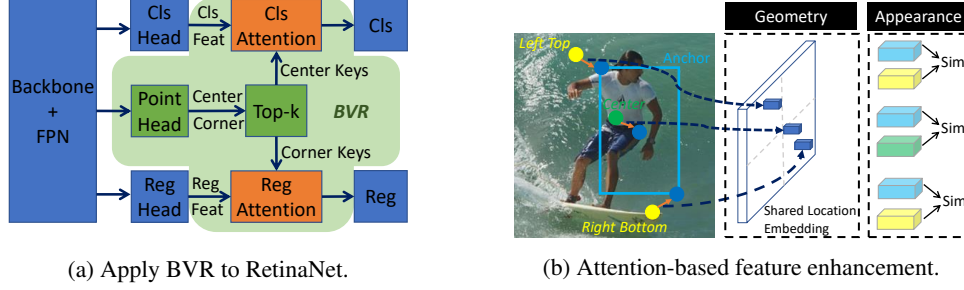 Cls Head
Cls Feat
Cls Attention
Cls
Center Keys
Backbone + FPN
Point Head
Center
Corner
Top-k
BVR
Corner Keys
Reg Head
Reg Feat
Reg Attention
Reg
(a) Apply BVR to RetinaNet.
Geometry
Appearance
Left Top
Anchor
Center
Right Bottom
Shared Location
Embedding
Sim
Sim
Sim
(b) Attention-based feature enhancement.